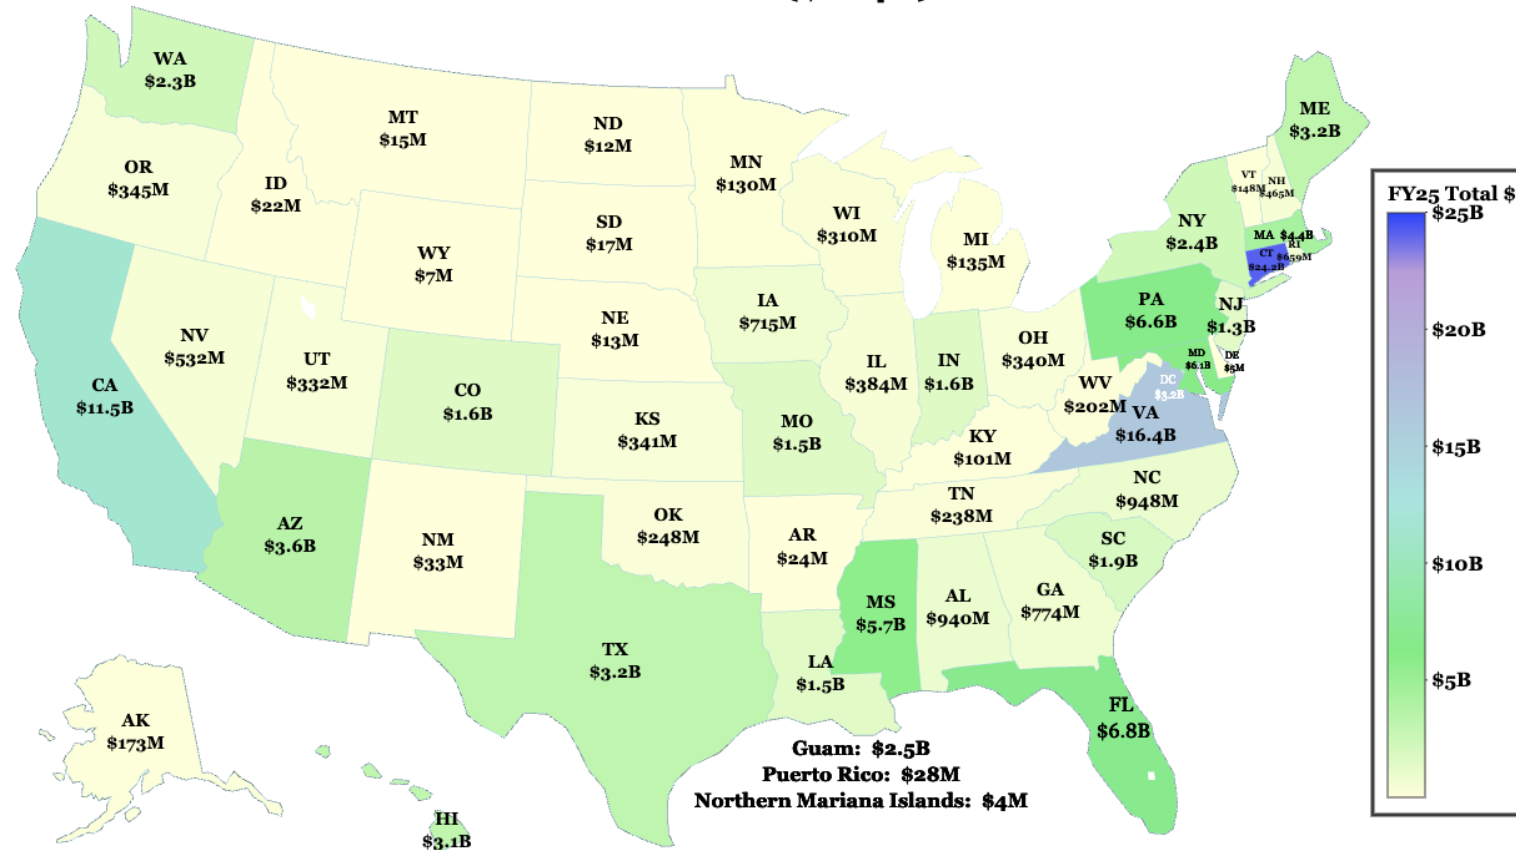 WA
$2.3B
MT
$15M
ND
$12M
MN
$130M
ME
$3.2B
OR
$345M
ID
$22M
SD
$17M
WI
$310M
MI
$135M
VT
$148M
NH
$465M
NY
$2.4B
MA $4.4B
RI
$659M
CT
$24.2B
WY
$7M
NE
$13M
IA
$715M
PA
$6.6B
NJ
$1.3B
NV
$532M
UT
$332M
CO
$1.6B
IL
$384M
IN
$1.6B
OH
$340M
MD
$6.1B
DE
$5M
DC
$3.2B
CA
$11.5B
KS
$341M
MO
$1.5B
WV
$202M
VA
$16.4B
KY
$101M
NC
$948M
TN
$238M
AZ
$3.6B
NM
$33M
OK
$248M
AR
$24M
SC
$1.9B
MS
$5.7B
AL
$940M
GA
$774M
TX
$3.2B
LA
$1.5B
FL
$6.8B
AK
$173M
HI
$3.1B
Guam: $2.5B
Puerto Rico: $28M
Northern Mariana Islands: $4M
FY25 Total $
$25B
$20B
$15B
$10B
$5B